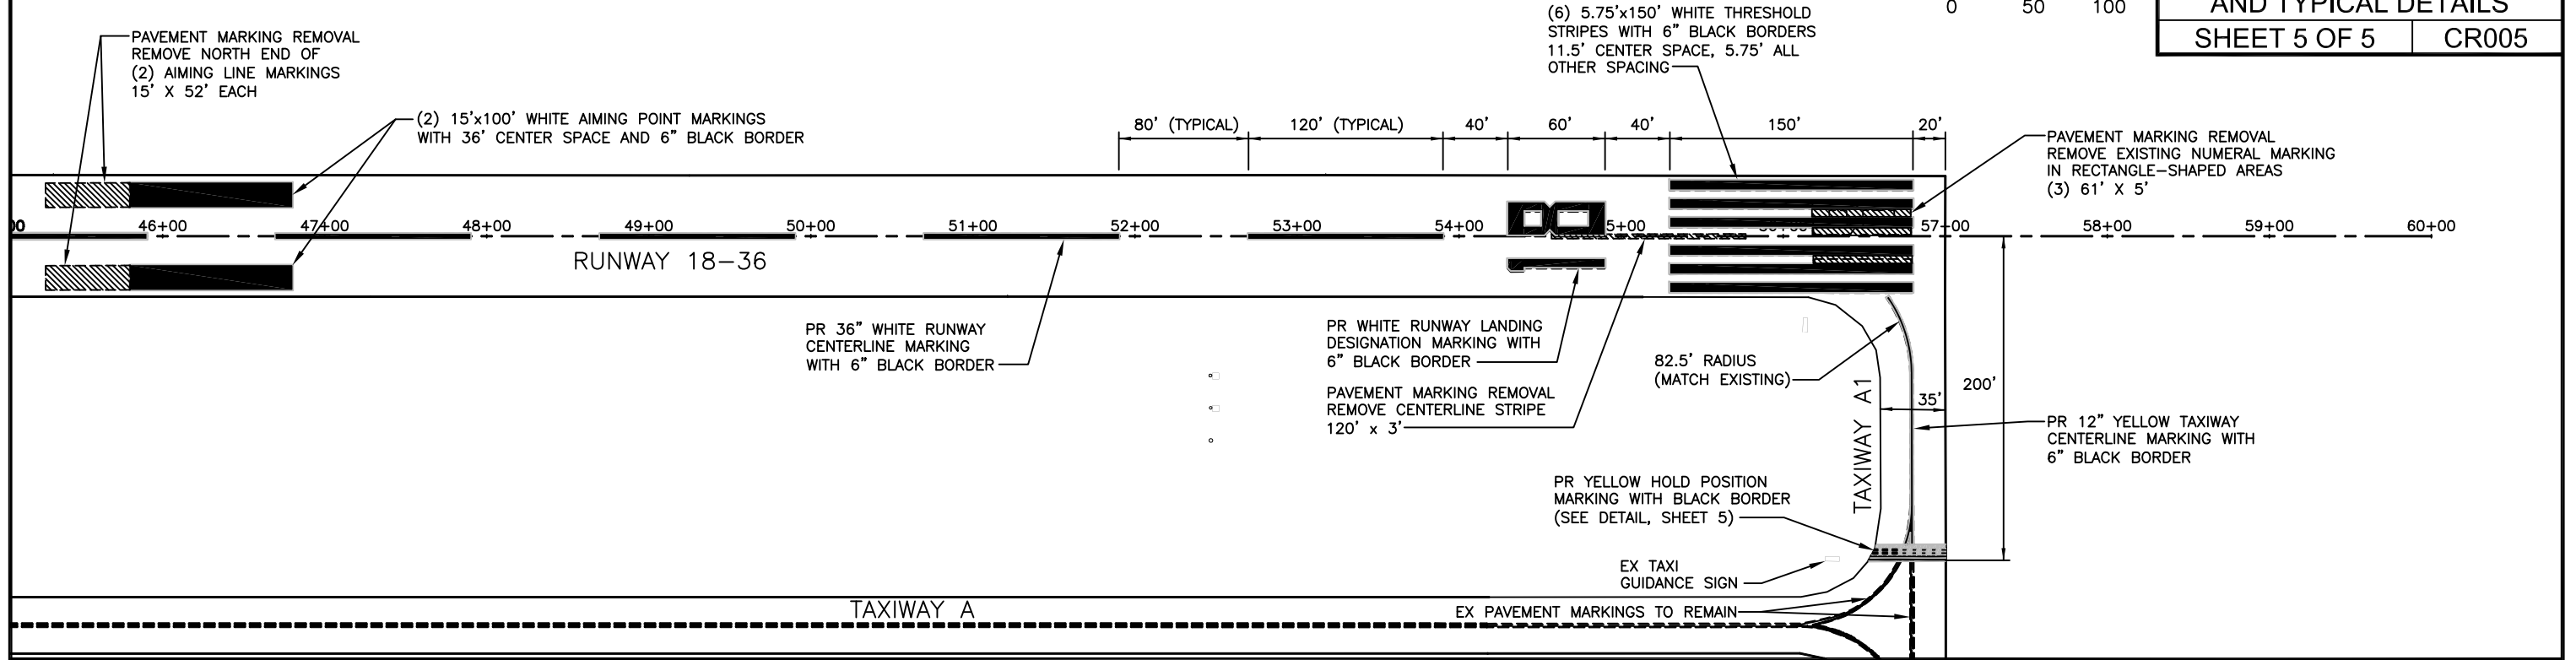 0 50 100
AND TYPICAL DETAILS
SHEET 5 OF 5 CR005
PAVEMENT MARKING REMOVAL
REMOVE NORTH END OF
(2) AIMING LINE MARKINGS
15' X 52' EACH
(2) 15'x100' WHITE AIMING POINT MARKINGS
WITH 36' CENTER SPACE AND 6" BLACK BORDER
(6) 5.75'x150' WHITE THRESHOLD
STRIPES WITH 6" BLACK BORDERS
11.5' CENTER SPACE, 5.75' ALL
OTHER SPACING
80' (TYPICAL) 120' (TYPICAL) 40' 60' 40' 150' 20'
PAVEMENT MARKING REMOVAL
REMOVE EXISTING NUMERAL MARKING
IN RECTANGLE-SHAPED AREAS
(3) 61' X 5'
00 46+00 47+00 48+00 49+00 50+00 51+00 52+00 53+00 54+00 5+00 57+00 58+00 59+00 60+00
RUNWAY 18-36
PR 36" WHITE RUNWAY
CENTERLINE MARKING
WITH 6" BLACK BORDER
PR WHITE RUNWAY LANDING
DESIGNATION MARKING WITH
6" BLACK BORDER
PAVEMENT MARKING REMOVAL
REMOVE CENTERLINE STRIPE
120' x 3'
82.5' RADIUS
(MATCH EXISTING)
TAXIWAY A1
35'
200'
PR 12" YELLOW TAXIWAY
CENTERLINE MARKING WITH
6" BLACK BORDER
PR YELLOW HOLD POSITION
MARKING WITH BLACK BORDER
(SEE DETAIL, SHEET 5)
EX TAXI
GUIDANCE SIGN
TAXIWAY A
EX PAVEMENT MARKINGS TO REMAIN